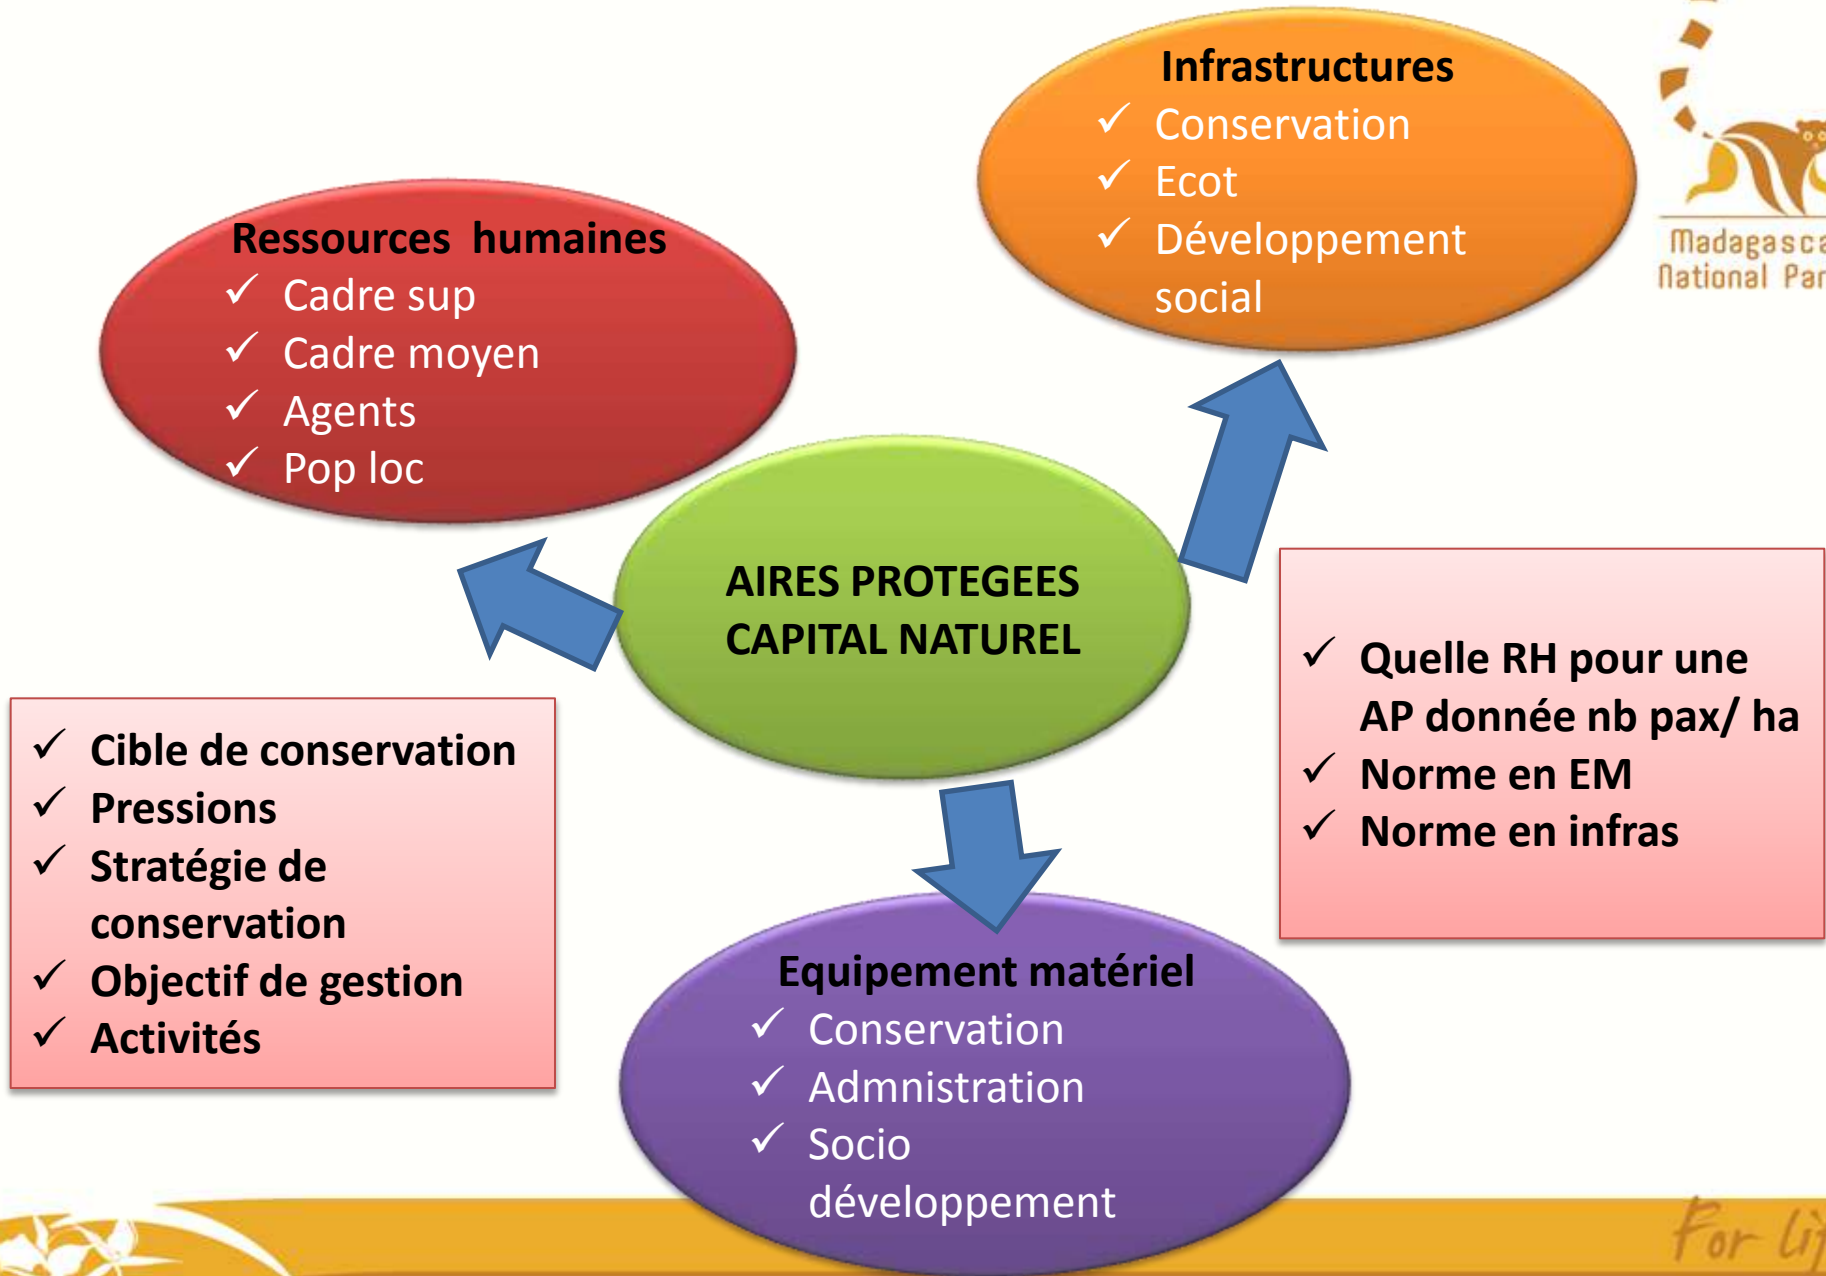 Infrastructures
Conservation
Ecot
Développement
social
Ressources humaines
Cadre sup
Cadre moyen
Agents
Pop loc
AIRES PROTEGEES
CAPITAL NATUREL
Quelle RH pour une
AP donnée nb pax/ ha
Norme en EM
Norme en infras
Cible de conservation
Pressions
Stratégie de
conservation
Objectif de gestion
Activités
Equipement matériel
Conservation
Admnistration
Socio
développement
National
For